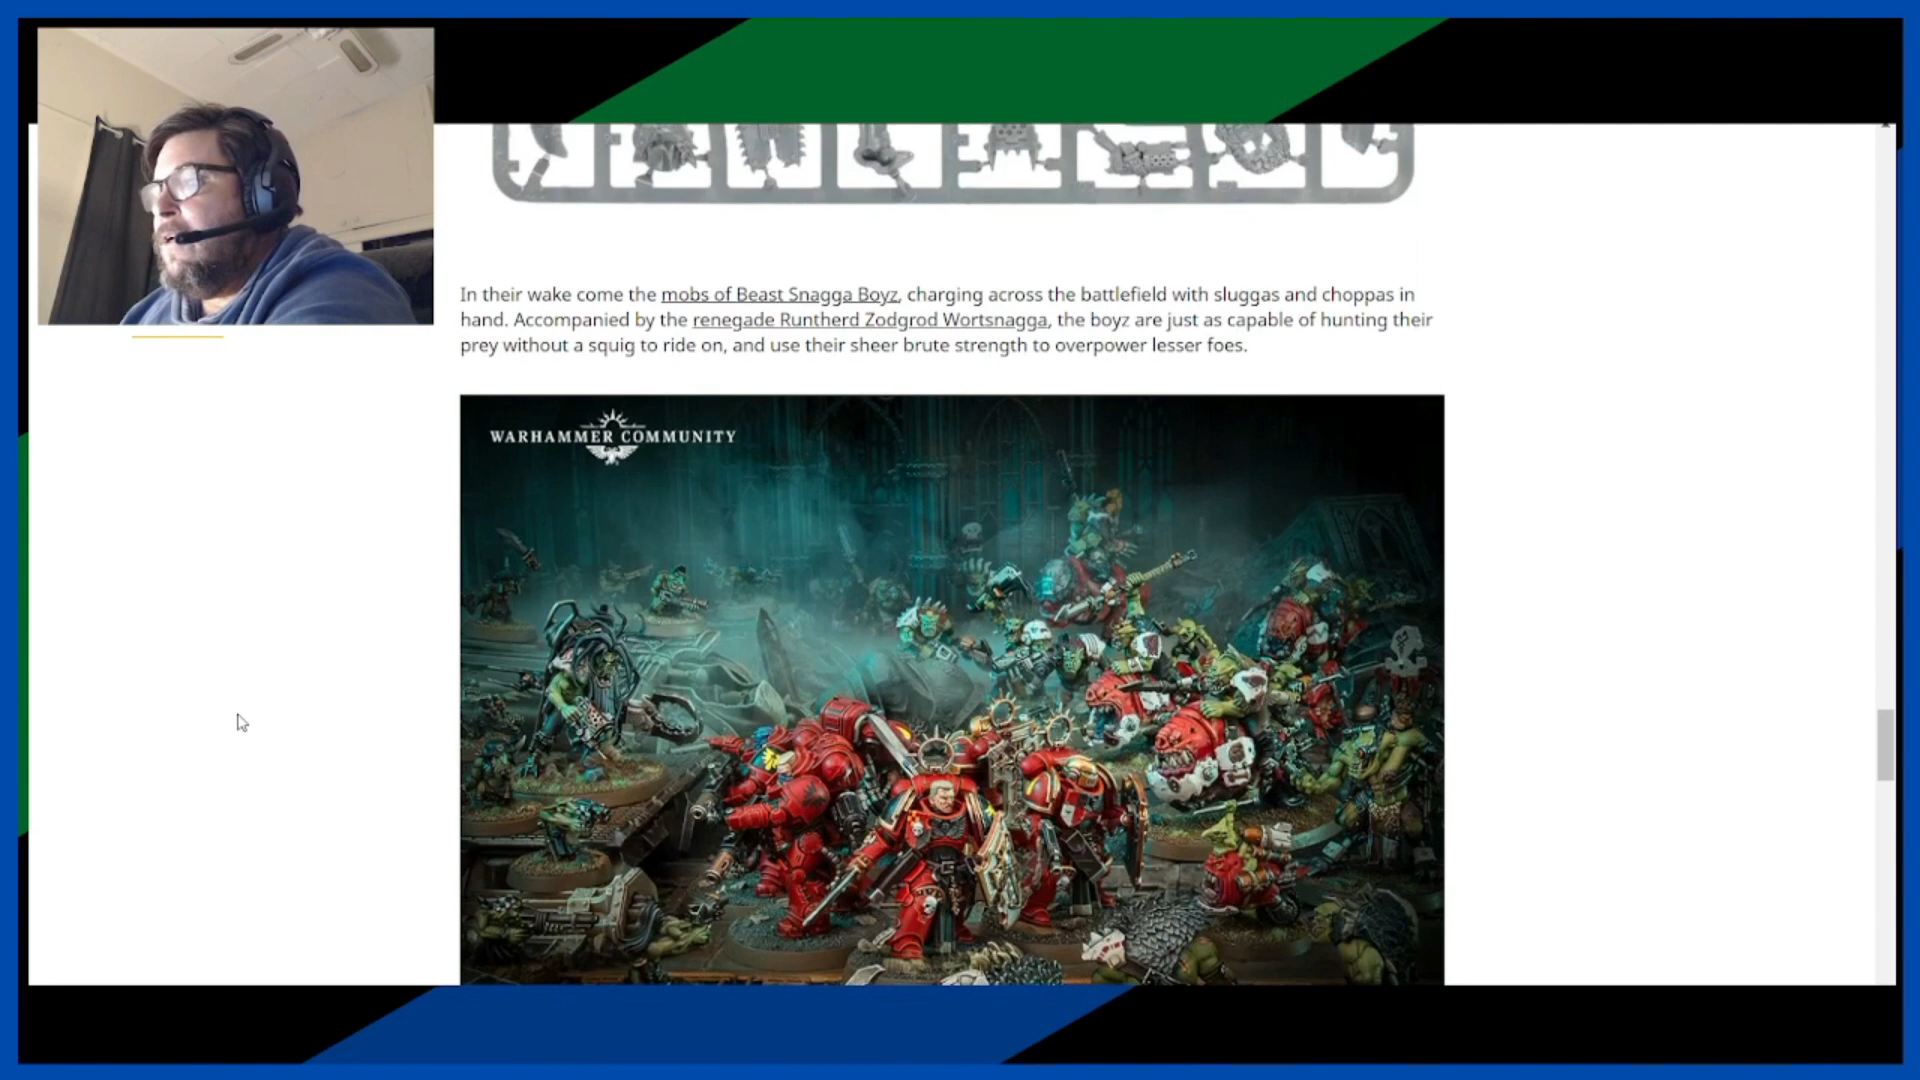 In their wake come the mobs of Beast Snagga Boyz, charging across the battlefield with sluggas and choppas in
hand. Accompanied by the renegade Runtherd Zodgrod Wortsnagga, the boyz are just as capable of hunting their
prey without a squig to ride on, and use their sheer brute strength to overpower lesser foes.
WARHAMMER COMMUNITY